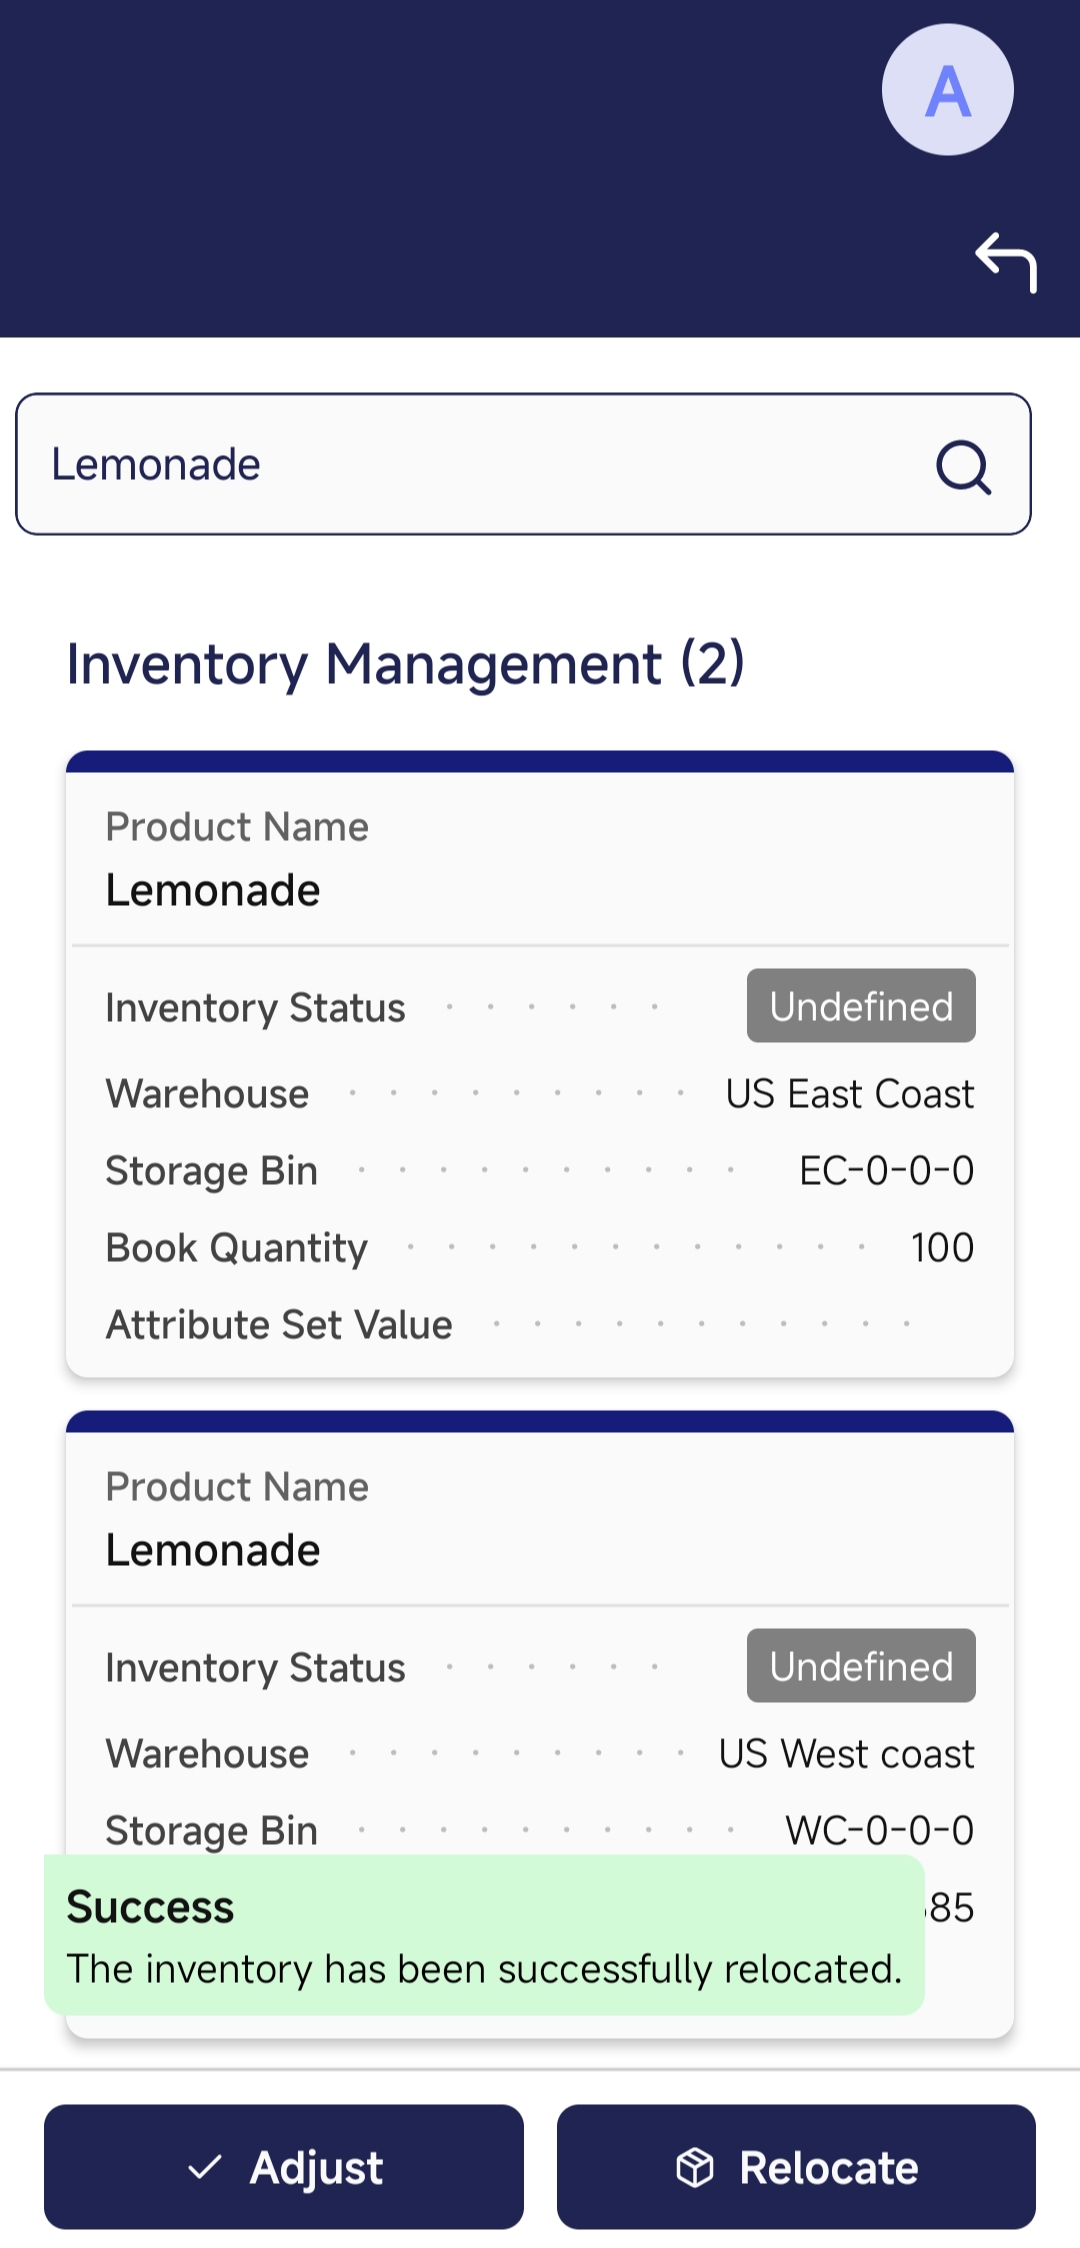 A
Lemonade
Inventory Management (2)
Product Name
Lemonade
Inventory Status Undefined
Warehouse US East Coast
Storage Bin EC-0-0-0
Book Quantity 100
Attribute Set Value
Product Name
Lemonade
Inventory Status Undefined
Warehouse US West coast
Storage Bin WC-0-0-0
Success
The inventory has been successfully relocated.
Adjust
Relocate